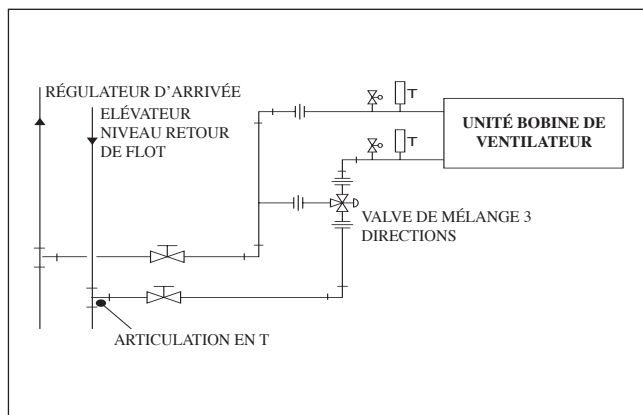 RÉGULATEUR D'ARRIVÉE
ELÉVATEUR
NIVEAU RETOUR
DE FLOT
T
T
UNITÉ BOBINE DE
VENTILATEUR
VALVE DE MÉLANGE 3
DIRECTIONS
ARTICULATION EN T